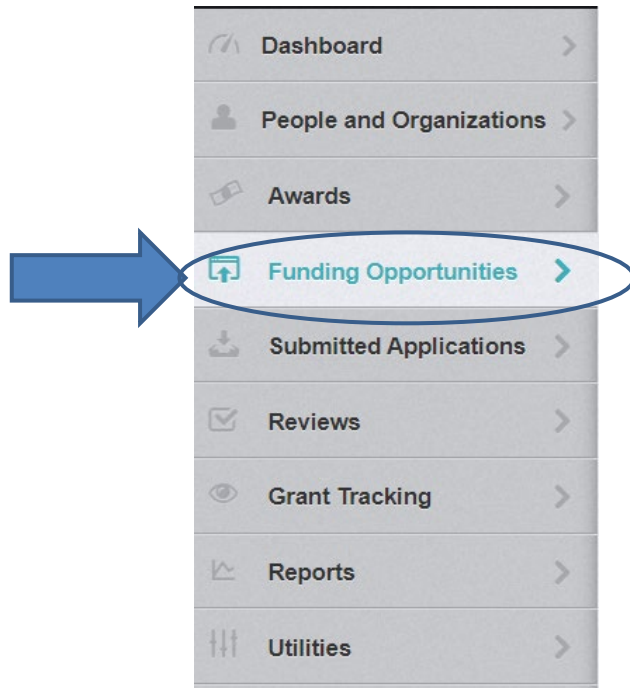 Dashboard
People and Organizations
Awards
Funding Opportunities
Submitted Applications
Reviews
Grant Tracking
Reports
Utilities